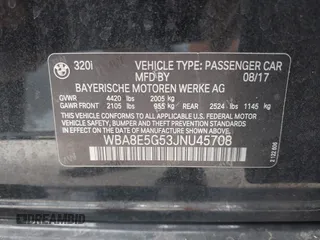 320i VEHICLE TYPE: PASSENGER CAR
MFD BY 08/17
BAYERISCHE MOTOREN WERKE AG
GVWR 4420 lbs 2005 kg
GAWR FRONT 2105 lbs 955 kg REAR 2524 lbs 1145 kg
THIS VEHICLE CONFORMS TO ALL APPLICABLE FEDERAL MOTOR VEHICLE
SAFETY, BUMPER, AND THEFT PREVENTION STANDARDS IN EFFECT ON THE
DATE OF MANUFACTURE SHOWN ABOVE.
WBA8E5G53JNU45708
DREAMBID